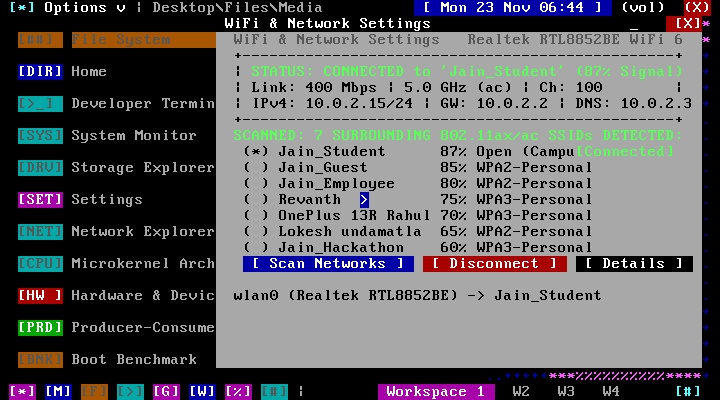 [*] Options v | Desktop\Files\Media [ Mon 23 Nov 06:44 ] (vol) (X)
WiFi & Network Settings _ [X]
[##] File System
[DIR] Home
[>_] Developer Termin
[SYS] System Monitor
[DRV] Storage Explorer
[SET] Settings
[NET] Network Explorer
[CPU] Microkernel Arch
[HW ] Hardware & Devic
[PRD] Producer-Consume
[BNK] Boot Benchmark
WiFi & Network Settings Realtek RTL8852BE WiFi 6
+----------------------------------------------+
| STATUS: CONNECTED to 'Jain_Student' (87% Signal)
| Link: 400 Mbps | 5.0 GHz (ac) | Ch: 100 |
| IPv4: 10.0.2.15/24 | GW: 10.0.2.2 | DNS: 10.0.2.3
+----------------------------------------------+
SCANNED: 7 SURROUNDING 802.11ax/ac SSIDs DETECTED:
(*) Jain_Student 87% Open (Campu[Connected]
( ) Jain_Guest 85% WPA2-Personal
( ) Jain_Employee 80% WPA2-Personal
( ) Revanth > 75% WPA3-Personal
( ) OnePlus 13R Rahul 70% WPA3-Personal
( ) Lokesh undamatla 65% WPA2-Personal
( ) Jain_Hackathon 60% WPA3-Personal
[ Scan Networks ] [ Disconnect ] [ Details ]
wlan0 (Realtek RTL8852BE) -> Jain_Student
[*] [M] [F] [>] [G] [W] [%] [#] | Workspace 1 W2 W3 W4 [#]